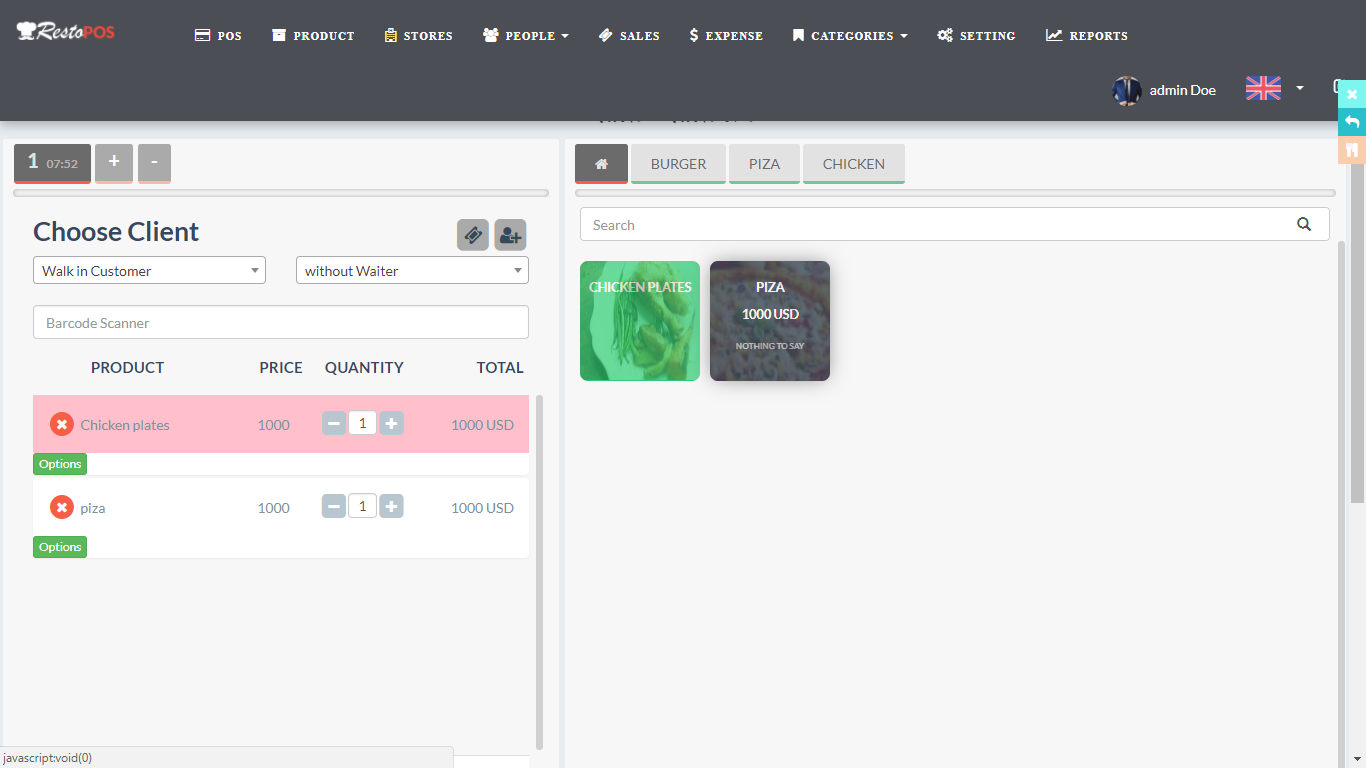 RestoPOS
POS PRODUCT STORES PEOPLE SALES EXPENSE CATEGORIES SETTING REPORTS
admin Doe
1 07:52 + -
BURGER PIZA CHICKEN
Choose Client
Search
Walk in Customer without Waiter
Barcode Scanner
CHICKEN PLATES
PIZA
1000 USD
NOTHING TO SAY
PRODUCT PRICE QUANTITY TOTAL
Chicken plates 1000 1 1000 USD
Options
piza 1000 1 1000 USD
Options
javascript:void(0)